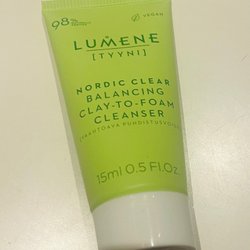 98%
VEGAN
LUMENE
[TYYNI]
NORDIC CLEAR
BALANCING
CLAY-TO-FOAM
CLEANSER
15ml 0.5 Fl.Oz.